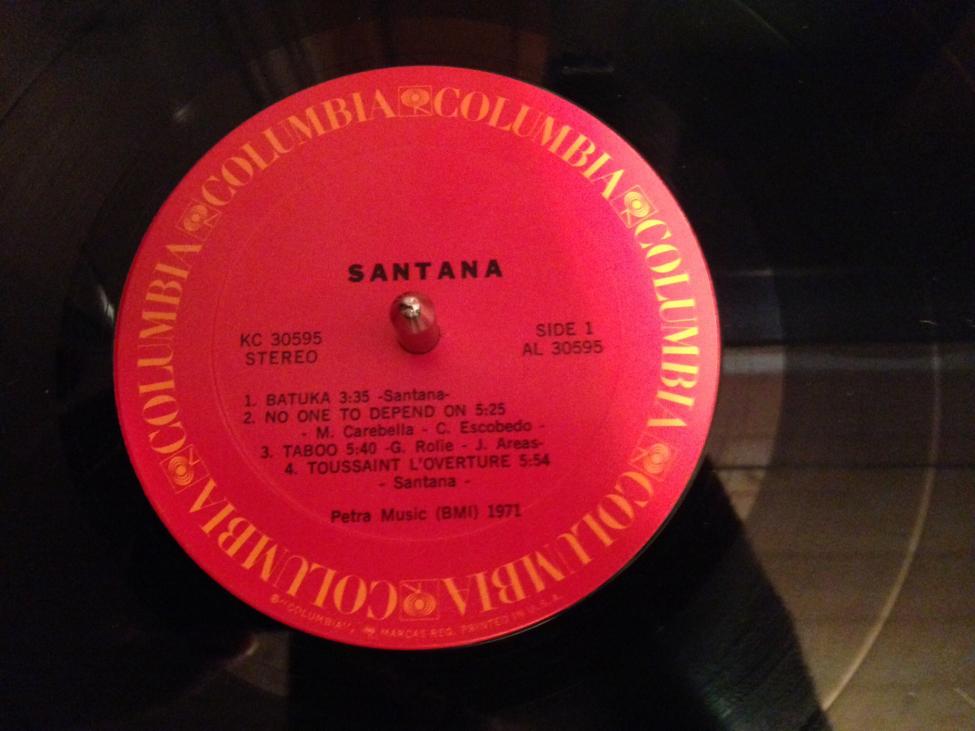 COLUMBIA COLUMBIA COLUMBIA COLUMBIA COLUMBIA COLUMBIA COLUMBIA
SANTANA
KC 30595
STEREO
SIDE 1
AL 30595
1. BATUKA 3:35 -Santana-
2. NO ONE TO DEPEND ON 5:25
- M. Carebella - C. Escobedo -
3. TABOO 5:40 -G. Rolie - J. Areas-
4. TOUSSAINT L'OVERTURE 5:54
- Santana -
Petra Music (BMI) 1971
® "COLUMBIA", MARCAS REG. PRINTED IN U.S.A.